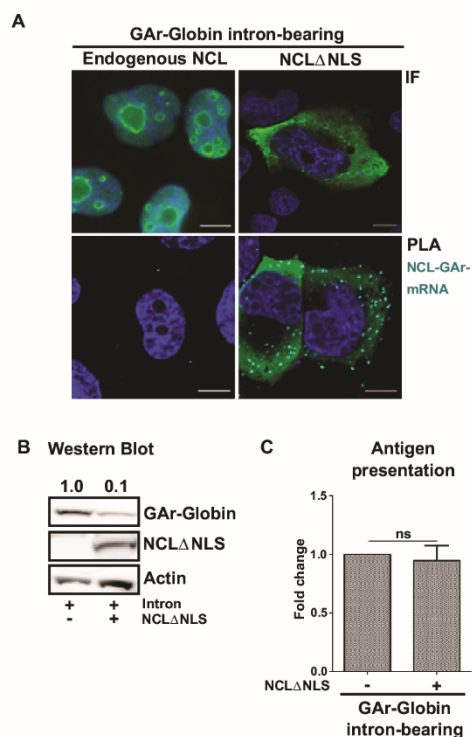 A
GAr-Globin intron-bearing
Endogenous NCL
NCLΔNLS
IF
PLA
NCL-GAr-
mRNA
B Western Blot
1.0 0.1
GAr-Globin
NCLΔNLS
Actin
+ + Intron
- + NCLΔNLS
C
Antigen
presentation
Fold change
1.5
1.0
0.5
0.0
ns
NCLΔNLS - +
GAr-Globin
intron-bearing